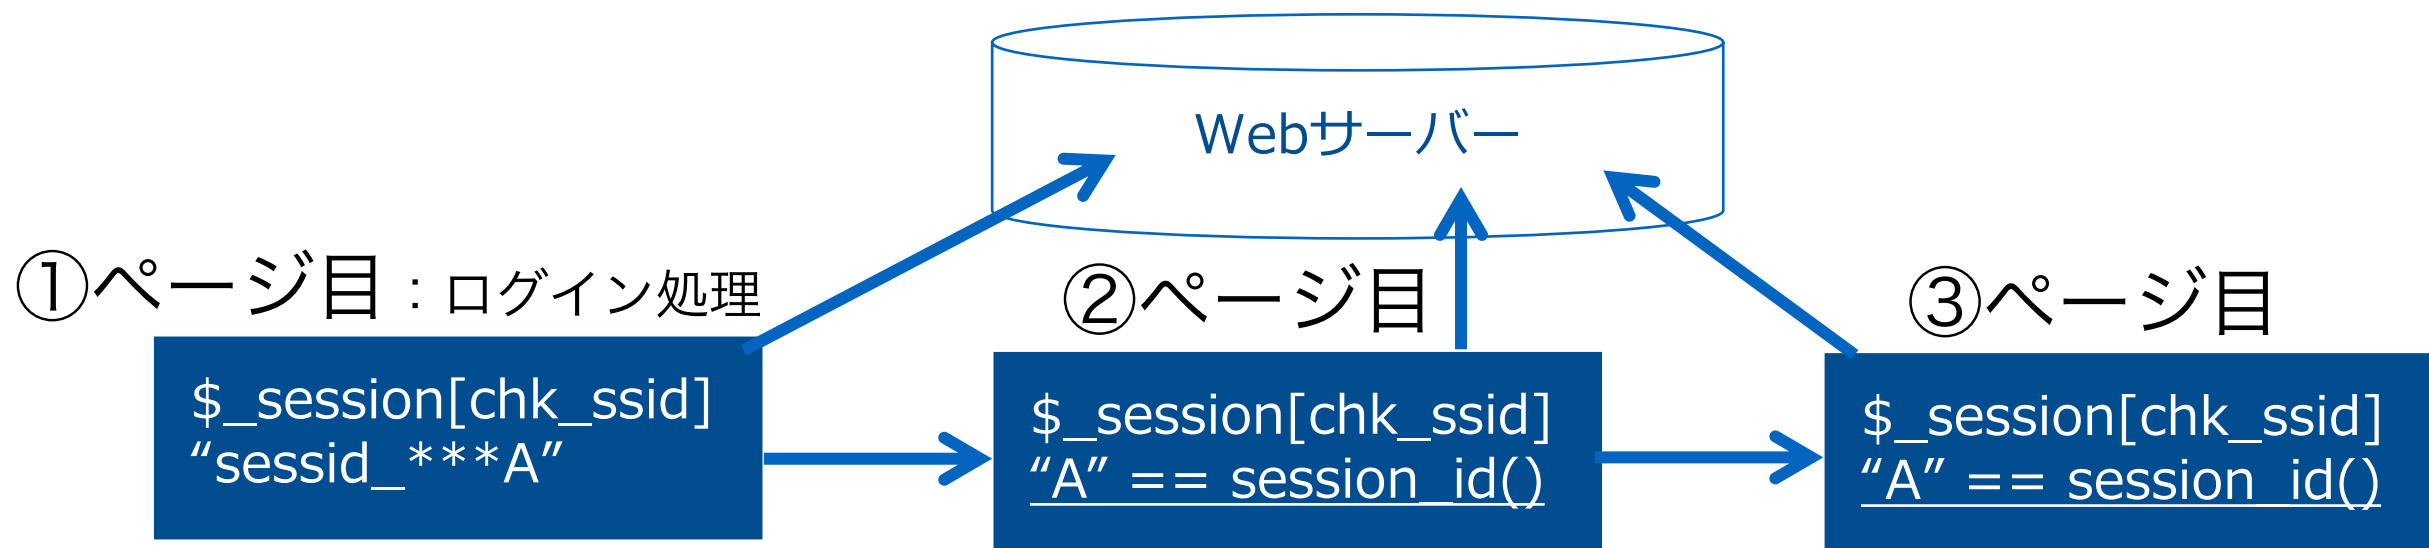 Webサーバー
①ページ目：ログイン処理
$_session[chk_ssid]
“sessid_***A”
②ページ目
$_session[chk_ssid]
“A” == session_id()
③ページ目
$_session[chk_ssid]
“A” == session_id()